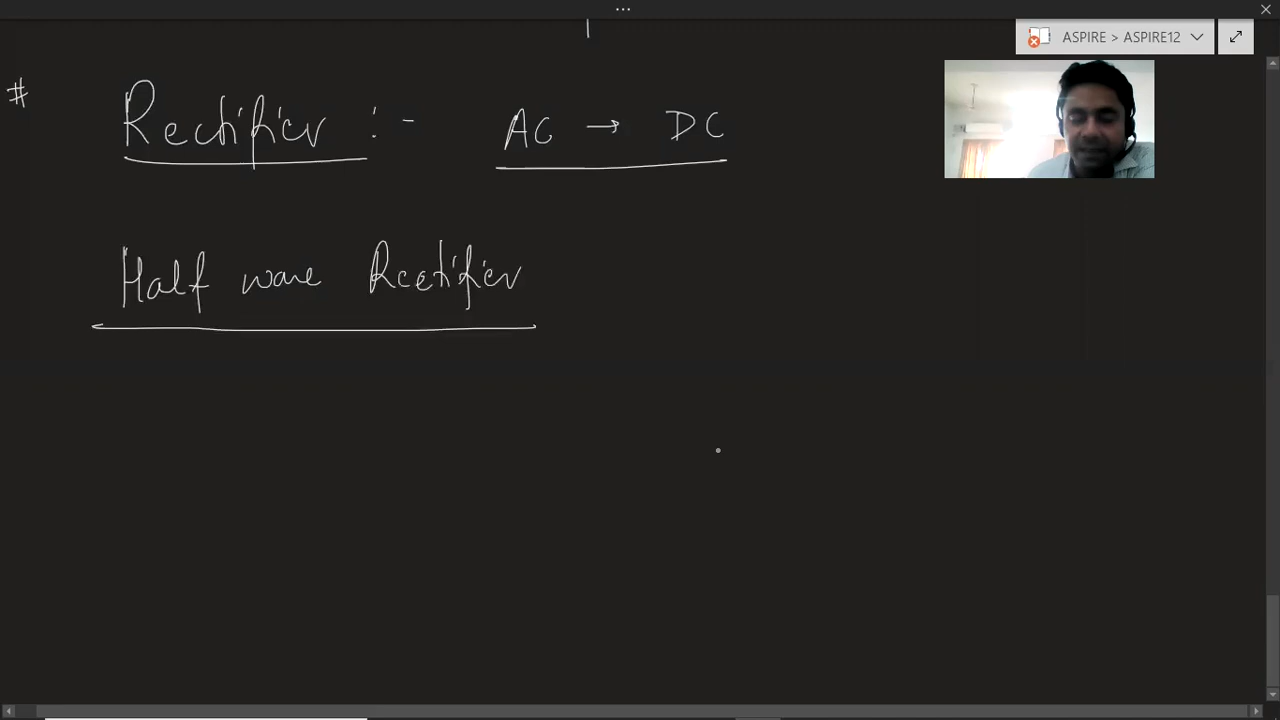 ASPIRE > ASPIRE12
# Rectifier :- AC → DC
Half wave Rectifier